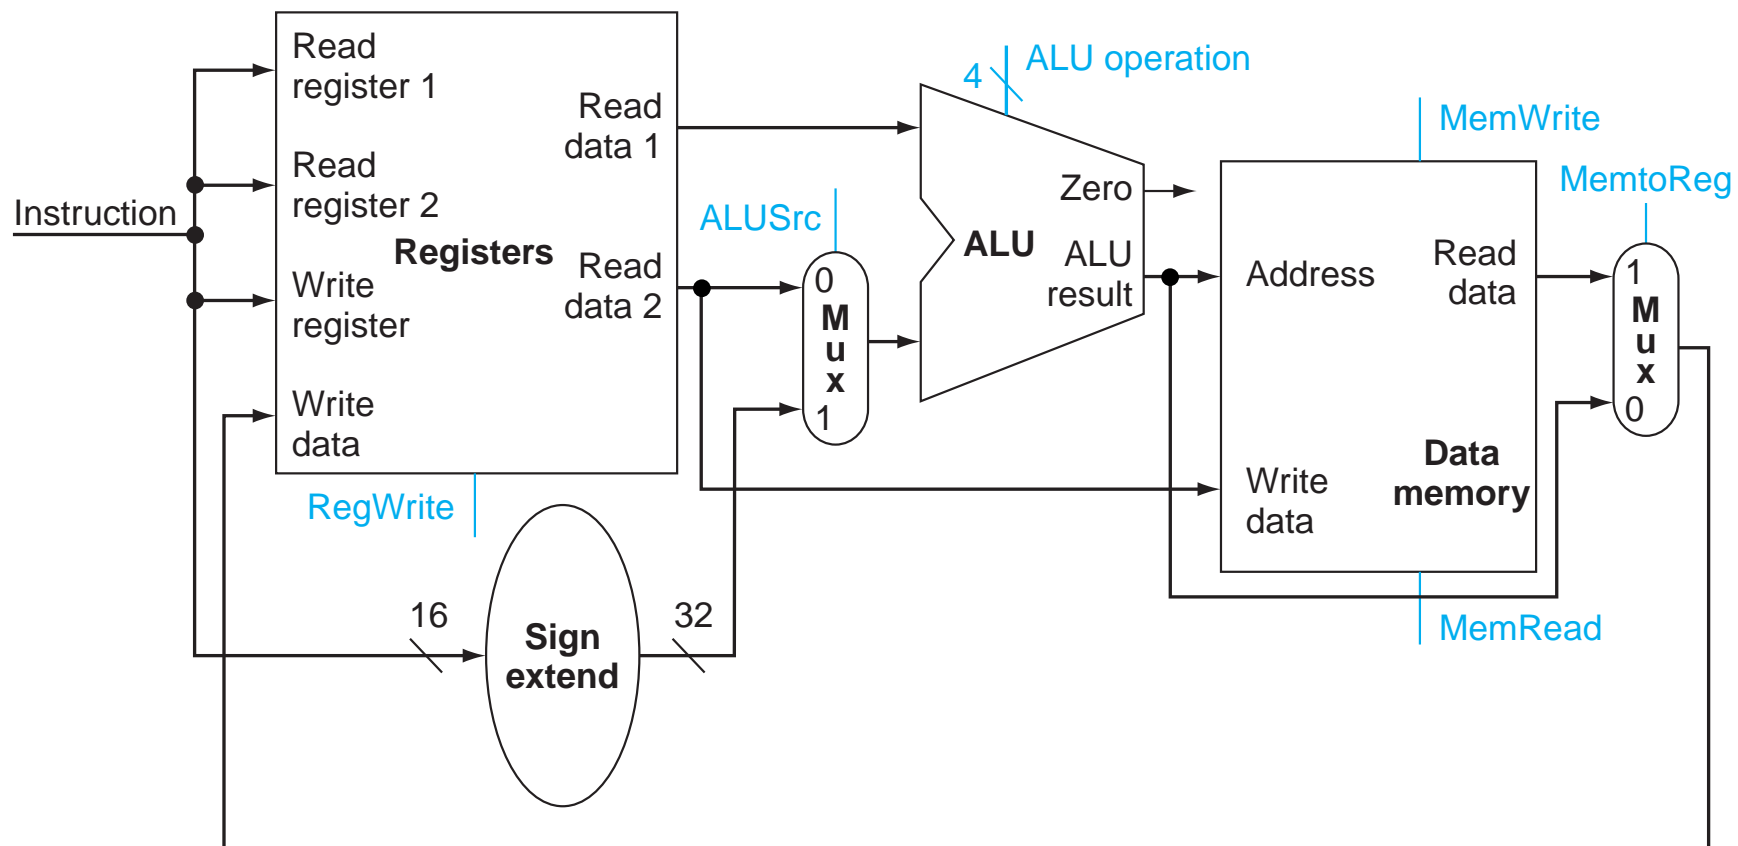 Instruction
Read
register 1
Read
register 2
Registers
Write
register
Write
data
Read
data 1
Read
data 2
RegWrite
16
Sign
extend
32
ALUSrc
0
M
u
x
1
4
ALU operation
Zero
ALU
ALU
result
MemWrite
Address
Read
data
Write
data
Data
memory
MemRead
MemtoReg
1
M
u
x
0